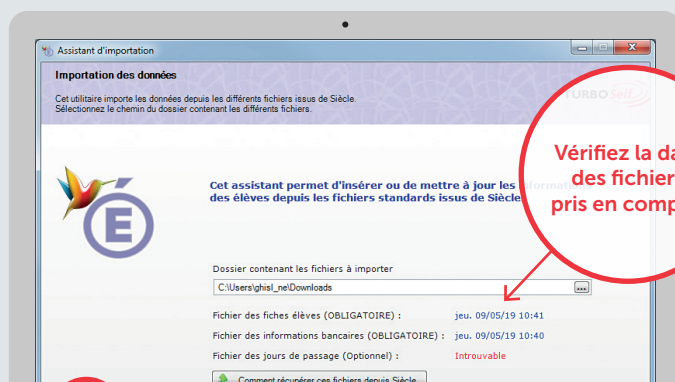 Assistant d'importation
Importation des données
Cet utilitaire importe les données depuis les différents fichiers issus de Siècle.
Sélectionnez le chemin du dossier contenant les différents fichiers.
TURBOSelf
Vérifiez la da
des fichier
pris en comp
Cet assistant permet d'insérer ou de mettre à jour les informations
des élèves depuis les fichiers standards issus de Siècle
É
Dossier contenant les fichiers à importer
C:\Users\ghisl_ne\Downloads
...
Fichier des fiches élèves (OBLIGATOIRE) : jeu. 09/05/19 10:41
Fichier des informations bancaires (OBLIGATOIRE) : jeu. 09/05/19 10:40
Fichier des jours de passage (Optionnel) : Introuvable
Comment récupérer ces fichiers depuis Siècle